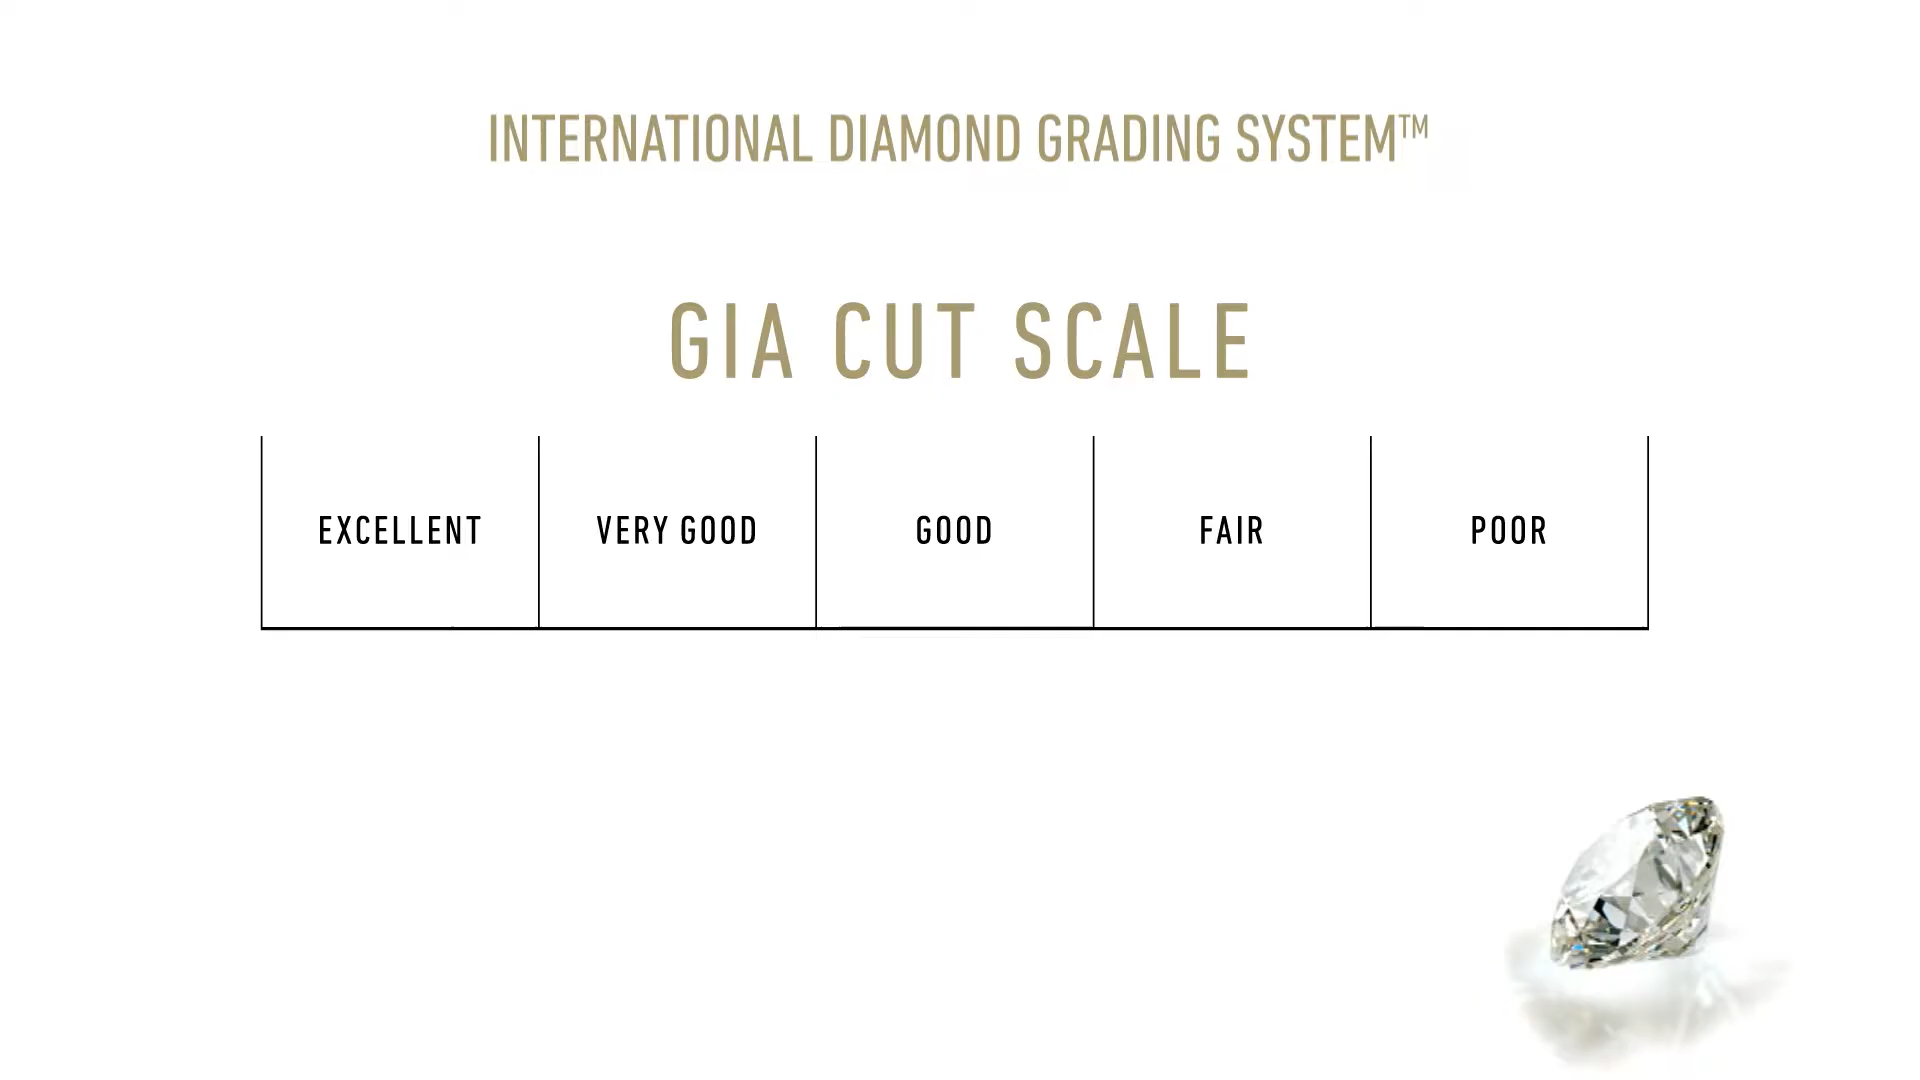 INTERNATIONAL DIAMOND GRADING SYSTEM™
GIA CUT SCALE
EXCELLENT
VERY GOOD
GOOD
FAIR
POOR